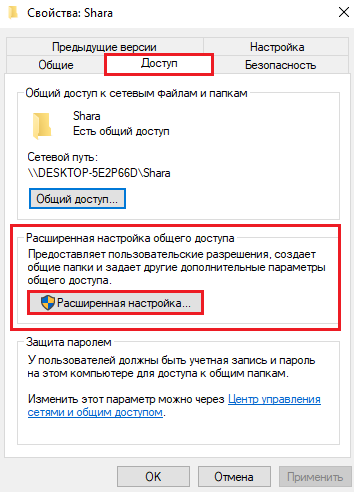 Свойства: Shara
Предыдущие версии
Настройка
Общие
Доступ
Безопасность
Общий доступ к сетевым файлам и папкам
Shara
Есть общий доступ
Сетевой путь:
\\DESKTOP-5E2P66D\Shara
Общий доступ...
Расширенная настройка общего доступа
Предоставляет пользовательские разрешения, создает
общие папки и задает другие дополнительные параметры
общего доступа.
Расширенная настройка...
Защита паролем
У пользователей должны быть учетная запись и пароль
на этом компьютере для доступа к общим папкам.
Изменить этот параметр можно через Центр управления
сетями и общим доступом.
ОК
Отмена
Применить